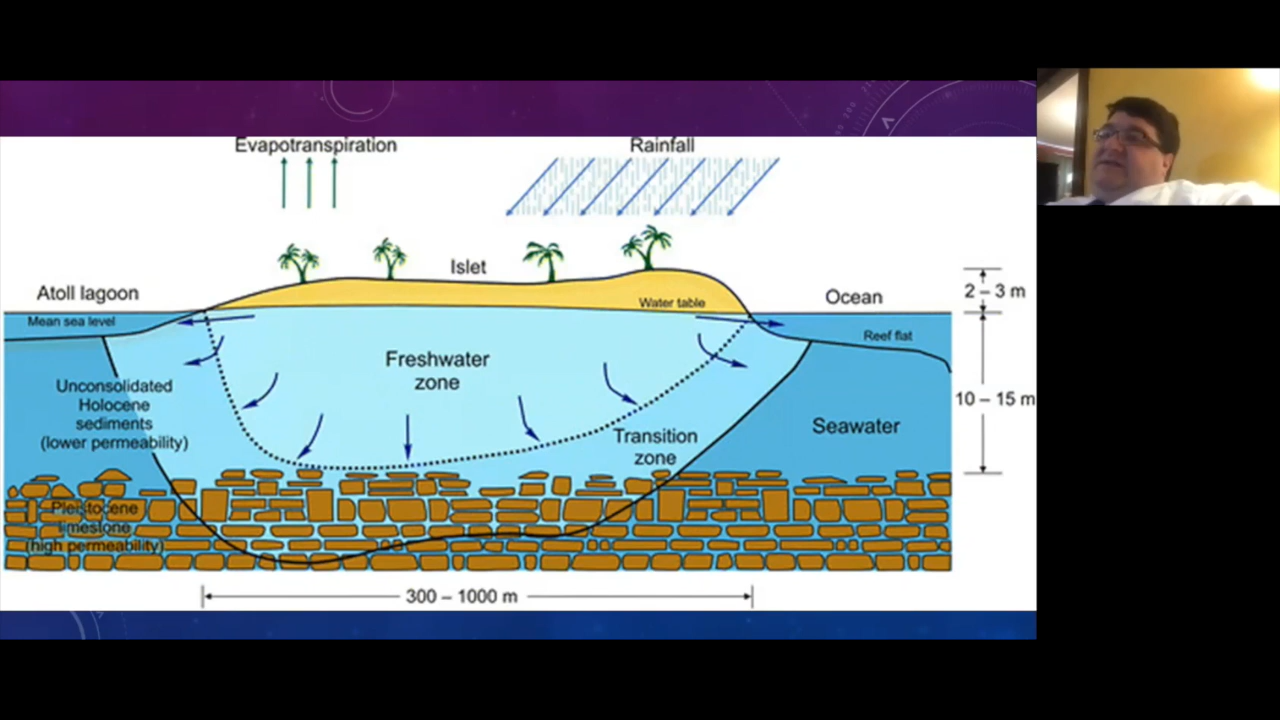 Evapotranspiration
Rainfall
Islet
Atoll lagoon
Ocean
2 – 3 m
Water table
Mean sea level
Reef flat
Freshwater
zone
Unconsolidated
Holocene
sediments
(lower permeability)
10 – 15 m
Seawater
Transition
zone
Pleistocene
limestone
(high permeability)
300 – 1000 m